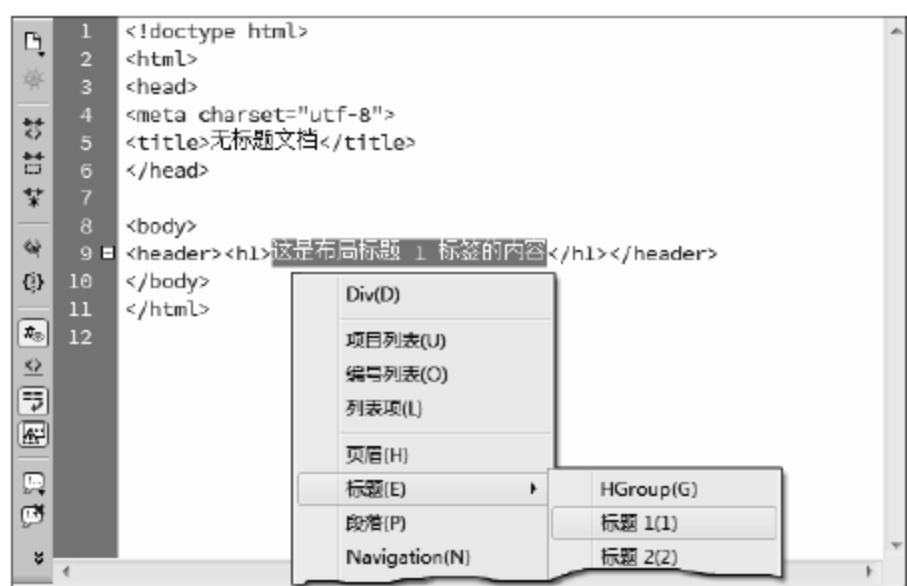 1 <!doctype html>
2 <html>
3 <head>
4 <meta charset="utf-8">
5 <title>无标题文档</title>
6 </head>
7
8 <body>
9 <header><h1>这是布局标题 1 标签的内容</h1></header>
10 </body>
11 </html>
12
Div(D)
项目列表(U)
编号列表(O)
列表项(L)
页眉(H)
标题(E)
段落(P)
Navigation(N)
HGroup(G)
标题 1(1)
标题 2(2)